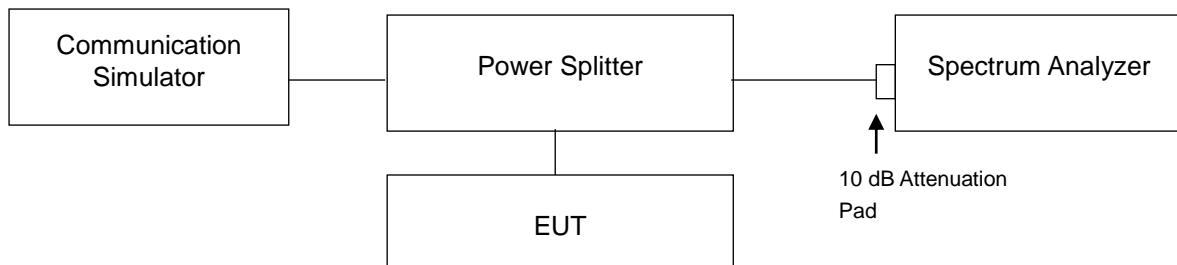 Communication
Simulator
Power Splitter
Spectrum Analyzer
10 dB Attenuation
Pad
EUT